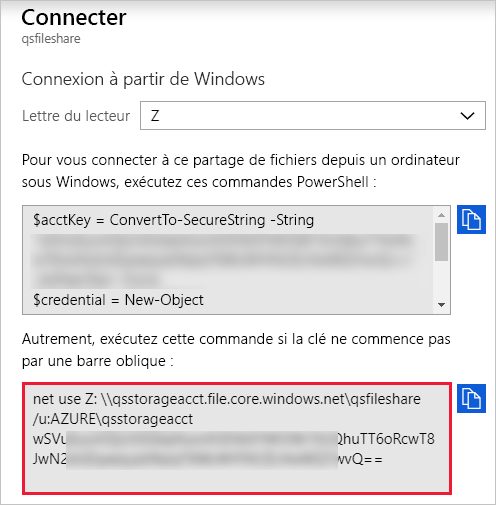 Connecter
qsfileshare
Connexion à partir de Windows
Lettre du lecteur
Z
Pour vous connecter à ce partage de fichiers depuis un ordinateur
sous Windows, exécutez ces commandes PowerShell :
$acctKey = ConvertTo-SecureString -String
$credential = New-Object
Autrement, exécutez cette commande si la clé ne commence pas
par une barre oblique :
net use Z: \\qsstorageacct.file.core.windows.net\qsfileshare
/u:AZURE\qsstorageacct
wSVu QhuTT6oRcwT8
JwN2 wvQ==